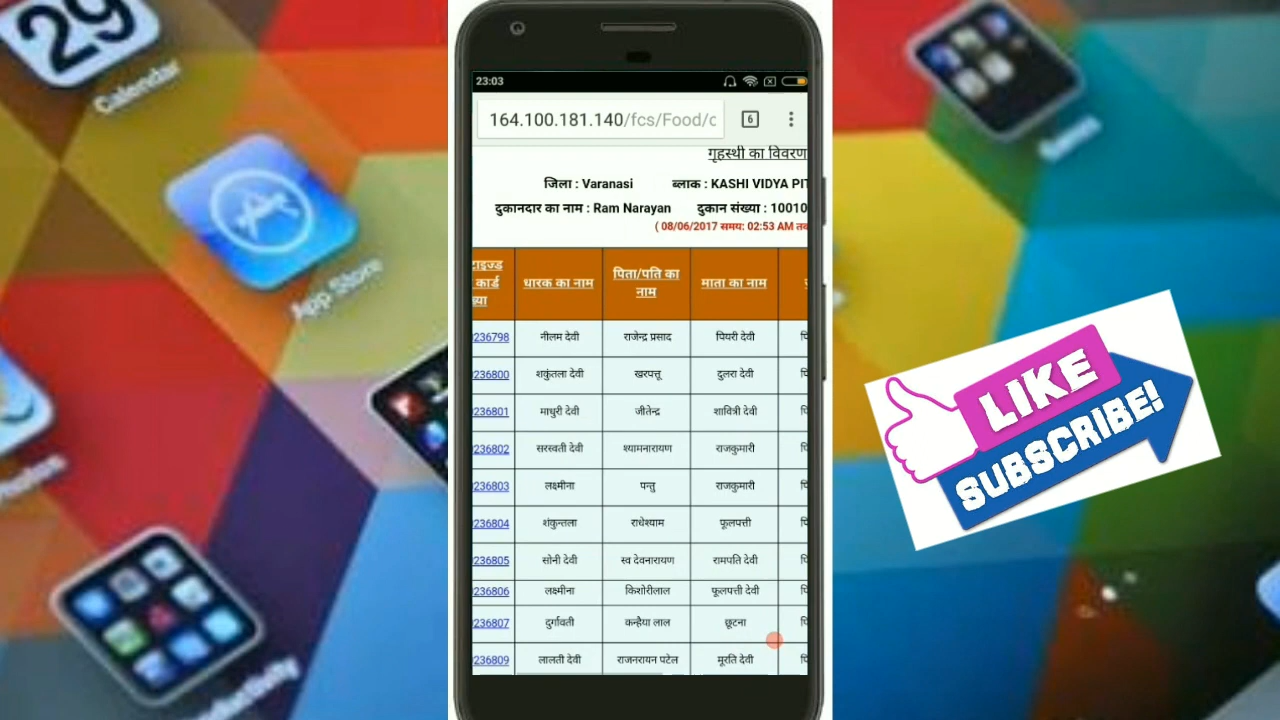 29
Calendar
App Store
23:03
164.100.181.140/fcs/Food/c
6
गृहस्थी का विवरण
जिला : Varanasi ब्लाक : KASHI VIDYA PIT
दुकानदार का नाम : Ram Narayan दुकान संख्या : 10010
( 08/06/2017 समय: 02:53 AM तक
कार्ड धारक का नाम पिता/पति का नाम माता का नाम
236798 नीलम देवी राजेन्द्र प्रसाद पियरी देवी
236800 शकुंतला देवी खरपत्तू दुलरा देवी
236801 माधुरी देवी जीतेन्द्र शावित्री देवी
236802 सरस्वती देवी श्यामनारायण राजकुमारी
236803 लक्ष्मीना पन्तु राजकुमारी
236804 शंकुन्तला राधेश्याम फूलपत्ती
236805 सोनी देवी स्व देवनारायण रामपति देवी
236806 लक्ष्मीना किशोरीलाल फूलपत्ती देवी
236807 दुर्गावती कन्हैया लाल छूटना
236809 लालती देवी राजनरायन पटेल मूरति देवी
LIKE
SUBSCRIBE!